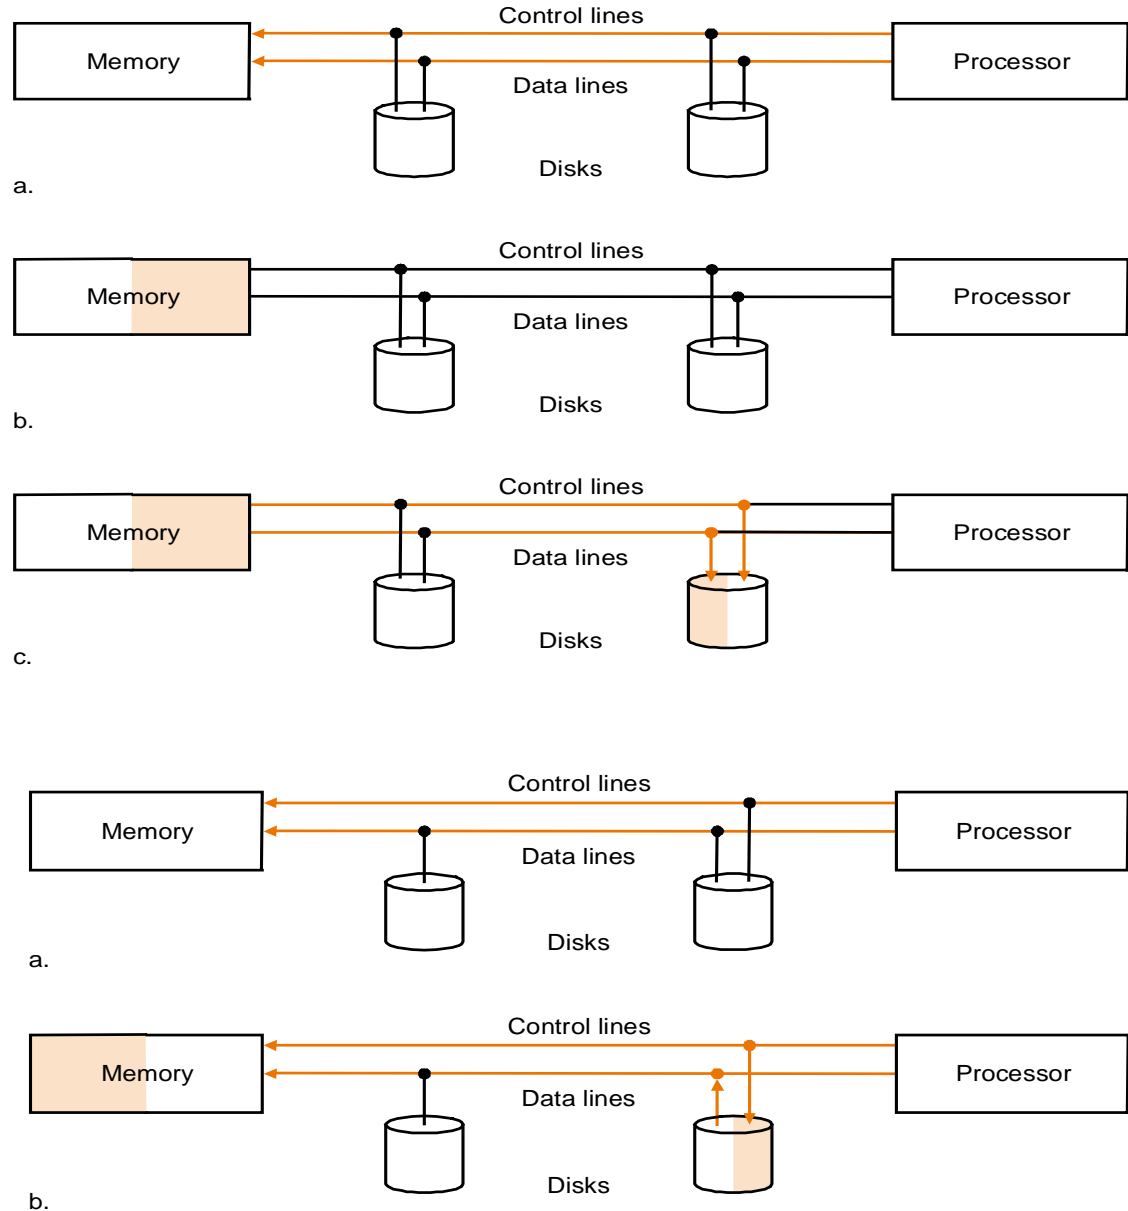 Control lines
Memory
Processor
Data lines
Disks
a.
Control lines
Memory
Processor
Data lines
Disks
b.
Control lines
Memory
Processor
Data lines
Disks
c.
Control lines
Memory
Processor
Data lines
Disks
a.
Control lines
Memory
Processor
Data lines
Disks
b.